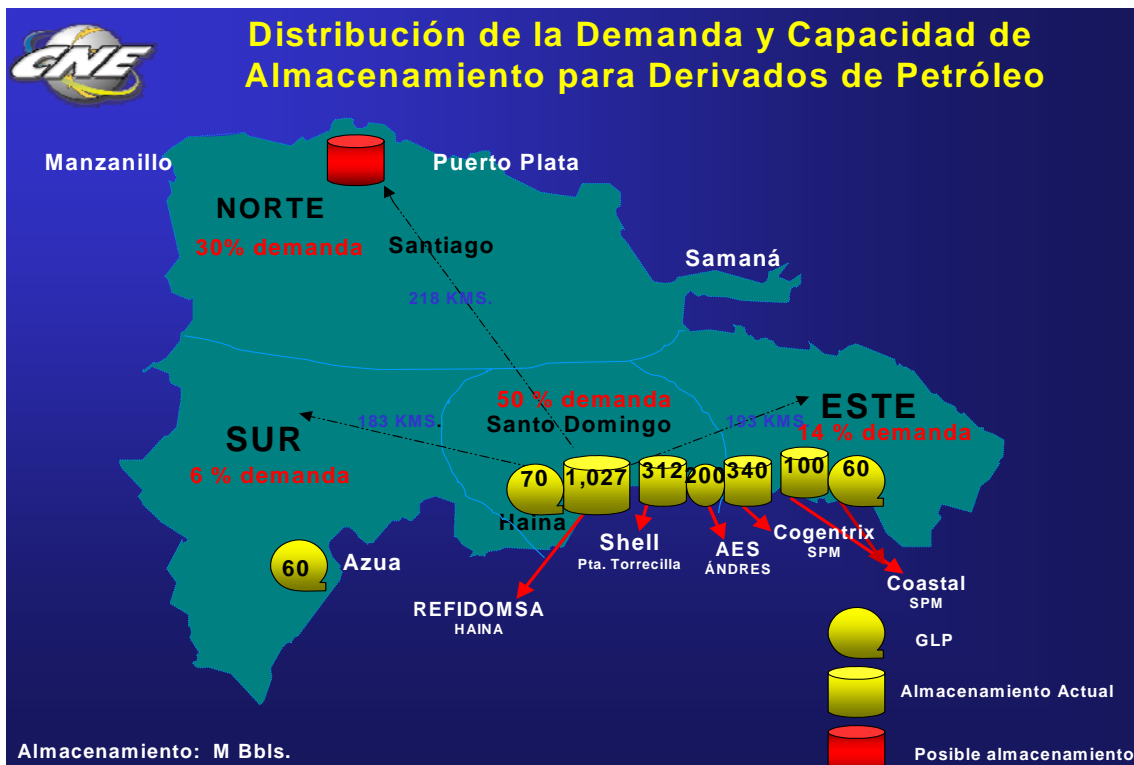 CNE
Distribución de la Demanda y Capacidad de
Almacenamiento para Derivados de Petróleo
Manzanillo
Puerto Plata
NORTE
30% demanda
Santiago
Samaná
218 KMS.
50 % demanda
Santo Domingo
183 KMS.
193 KMS.
ESTE
14 % demanda
SUR
6 % demanda
70
1,027
312
200
340
100
60
Haina
Shell
Pta. Torrecilla
AES
ÁNDRES
Cogentrix
SPM
60
Azua
Coastal
SPM
REFIDOMSA
HAINA
GLP
Almacenamiento Actual
Almacenamiento: M Bbls.
Posible almacenamiento